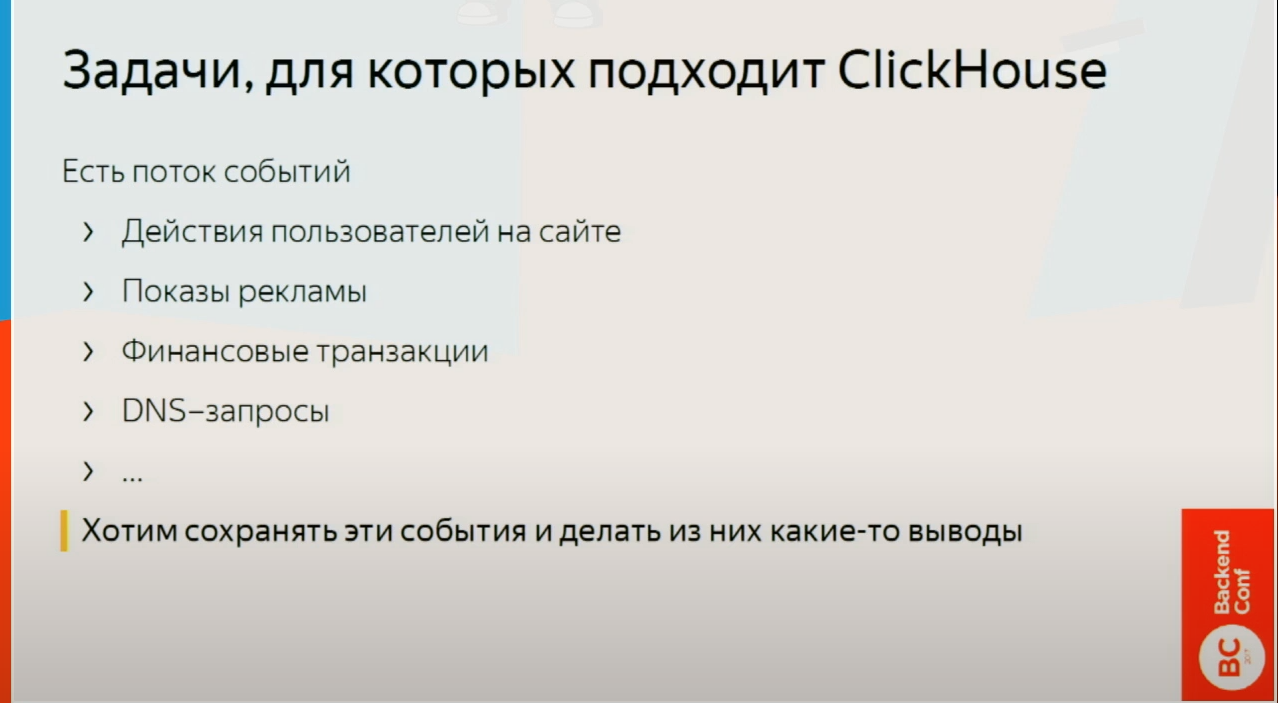 Задачи, для которых подходит ClickHouse
Есть поток событий
› Действия пользователей на сайте
› Показы рекламы
› Финансовые транзакции
› DNS–запросы
› ...
Хотим сохранять эти события и делать из них какие-то выводы
Backend
Conf
BC
2017